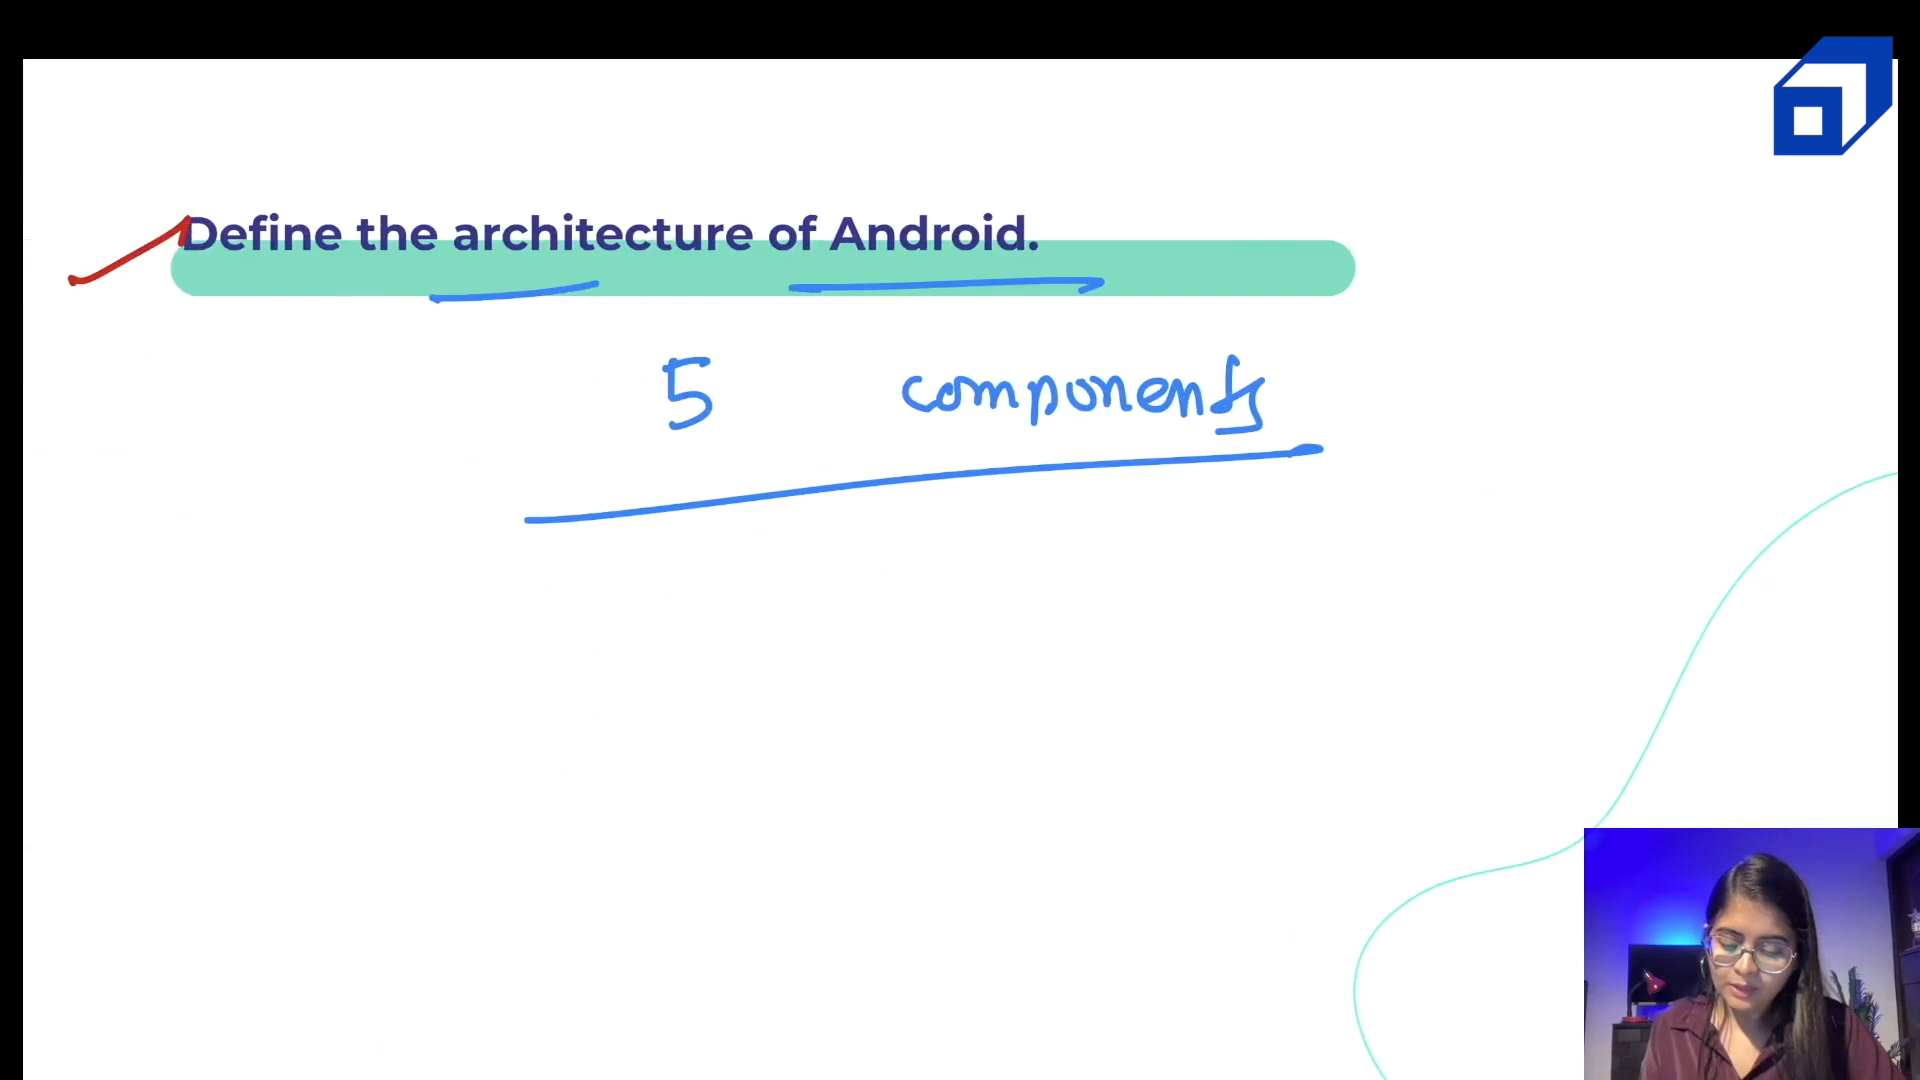 Define the architecture of Android.
5 components